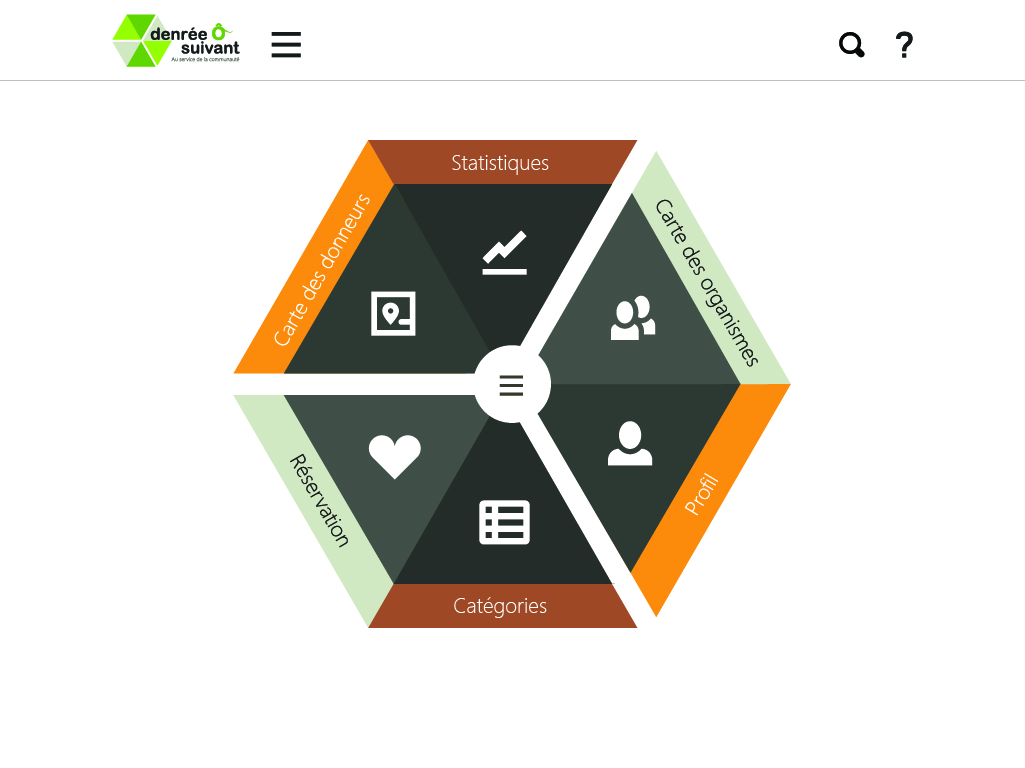 denrée Ô
suivant
Au service de la communauté
?
Statistiques
Carte des donneurs
Carte des organismes
Réservation
Profil
Catégories